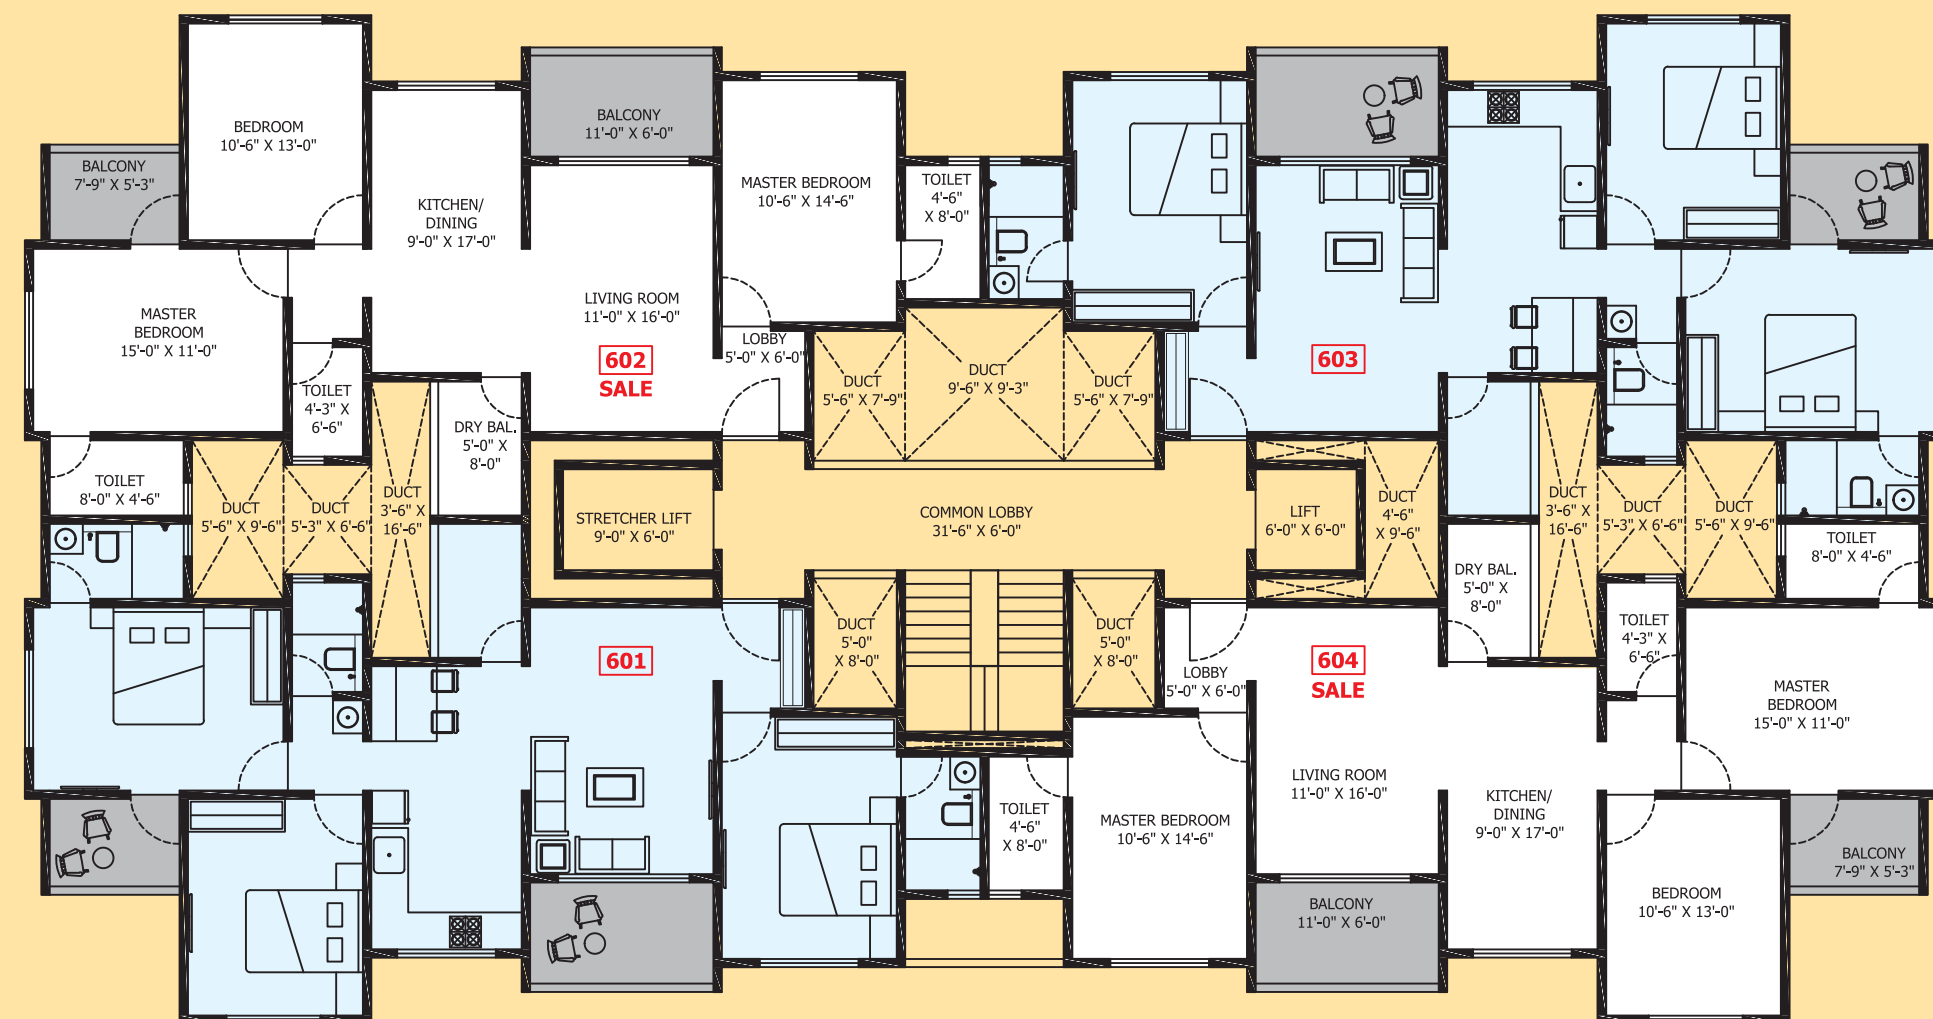 BEDROOM
10'-6" X 13'-0"
BALCONY
7'-9" X 5'-3"
KITCHEN/
DINING
9'-0" X 17'-0"
BALCONY
11'-0" X 6'-0"
MASTER BEDROOM
10'-6" X 14'-6"
TOILET
4'-6"
X 8'-0"
MASTER
BEDROOM
15'-0" X 11'-0"
LIVING ROOM
11'-0" X 16'-0"
602
SALE
LOBBY
5'-0" X 6'-0"
TOILET
4'-3" X
6'-6"
DRY BAL.
5'-0" X
8'-0"
TOILET
8'-0" X 4'-6"
DUCT
5'-6" X 9'-6"
DUCT
5'-3" X 6'-6"
DUCT
3'-6" X
16'-6"
DUCT
5'-6" X 7'-9"
DUCT
9'-6" X 9'-3"
DUCT
5'-6" X 7'-9"
603
STRETCHER LIFT
9'-0" X 6'-0"
COMMON LOBBY
31'-6" X 6'-0"
LIFT
6'-0" X 6'-0"
DUCT
4'-6"
X 9'-6"
DUCT
3'-6" X
16'-6"
DUCT
5'-3" X 6'-6"
DUCT
5'-6" X 9'-6"
TOILET
8'-0" X 4'-6"
DRY BAL.
5'-0" X
8'-0"
TOILET
4'-3" X
6'-6"
601
DUCT
5'-0"
X 8'-0"
DUCT
5'-0"
X 8'-0"
LOBBY
5'-0" X 6'-0"
604
SALE
MASTER
BEDROOM
15'-0" X 11'-0"
LIVING ROOM
11'-0" X 16'-0"
TOILET
4'-6"
X 8'-0"
MASTER BEDROOM
10'-6" X 14'-6"
KITCHEN/
DINING
9'-0" X 17'-0"
BALCONY
7'-9" X 5'-3"
BALCONY
11'-0" X 6'-0"
BEDROOM
10'-6" X 13'-0"